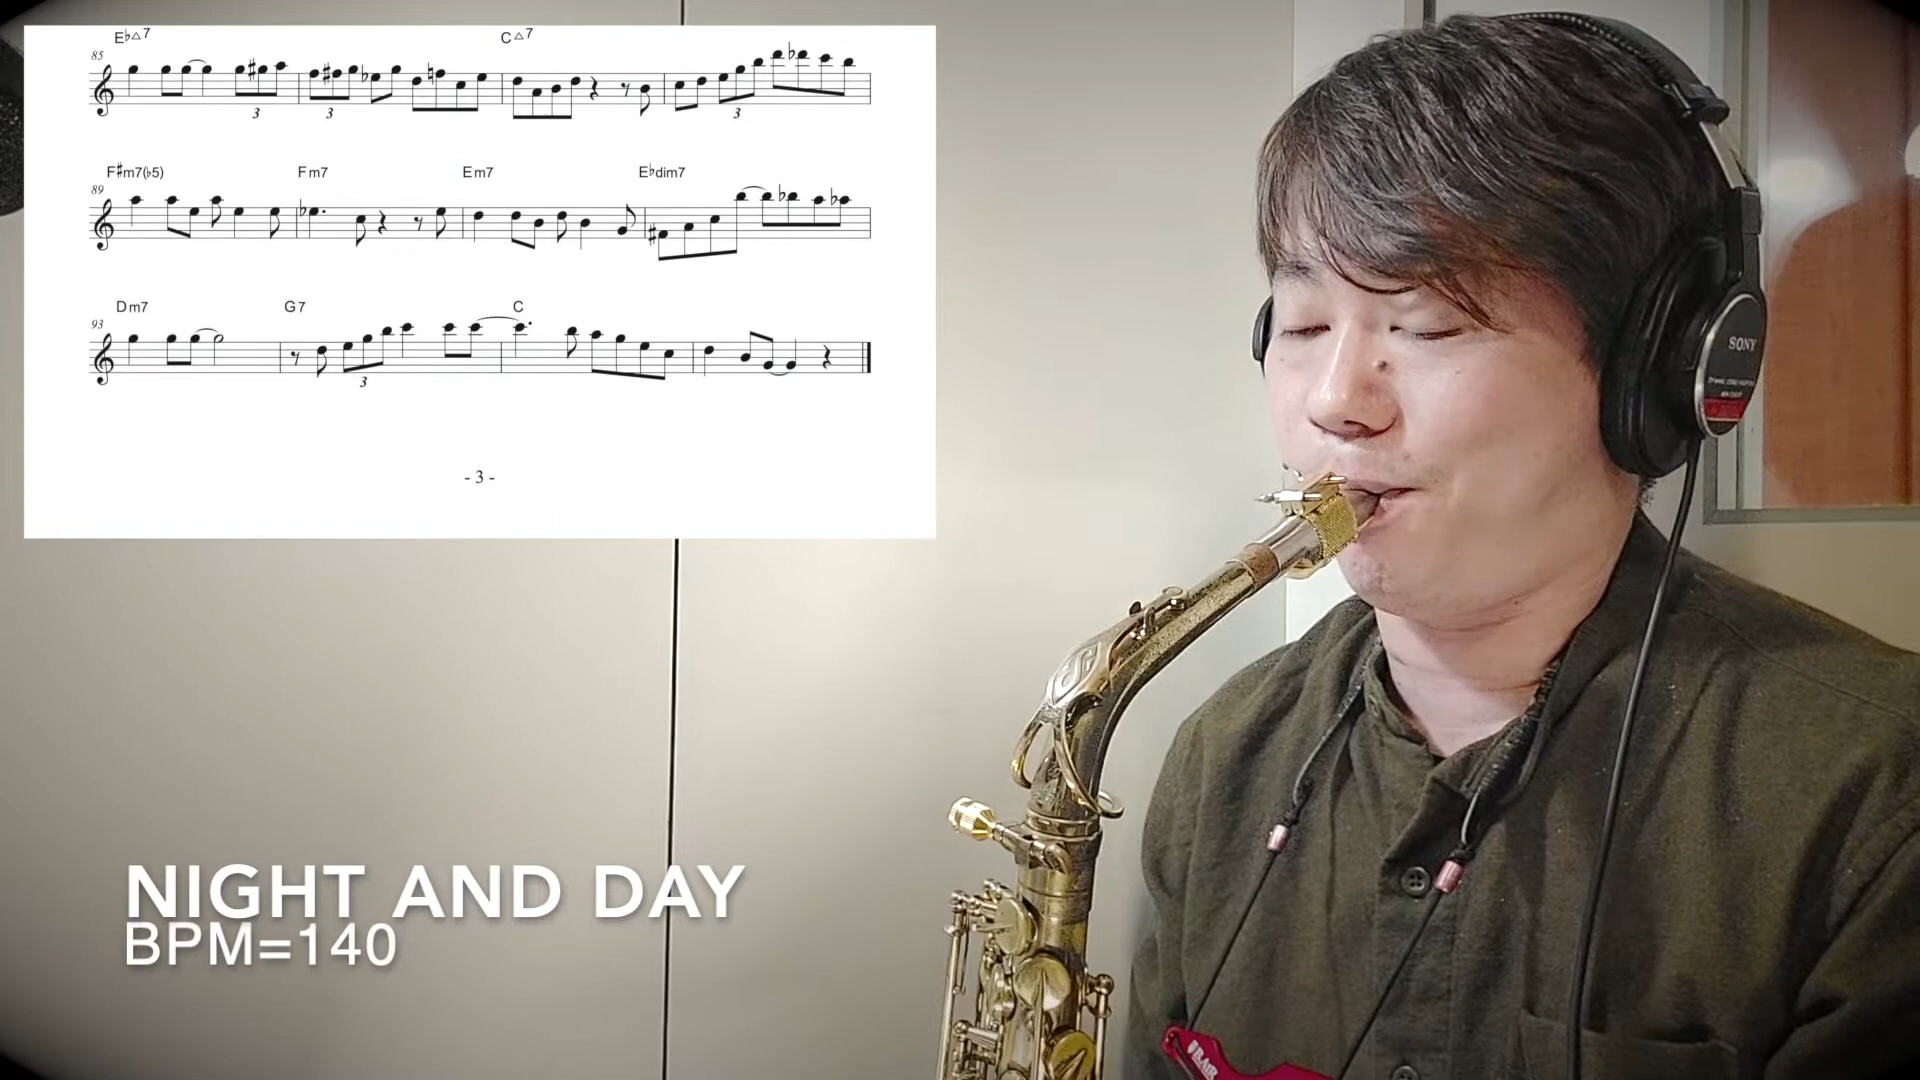 E♭△7 C△7
85
3 3 3
F♯m7(♭5) Fm7 Em7 E♭dim7
89
Dm7 G7 C
93
3
- 3 -
SONY
NIGHT AND DAY
BPM=140